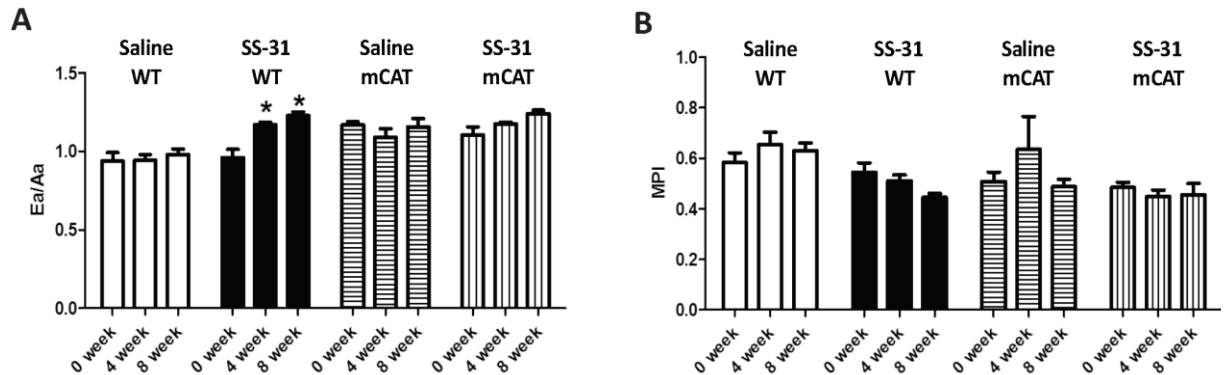 A
Saline SS-31 Saline SS-31
WT WT mCAT mCAT
1.5
1.0
0.5
0.0
Ea/Aa
* *
0 week 4 week 8 week 0 week 4 week 8 week 0 week 4 week 8 week 0 week 4 week 8 week
B
Saline SS-31 Saline SS-31
WT WT mCAT mCAT
1.0
0.8
0.6
0.4
0.2
0.0
MPI
0 week 4 week 8 week 0 week 4 week 8 week 0 week 4 week 8 week 0 week 4 week 8 week